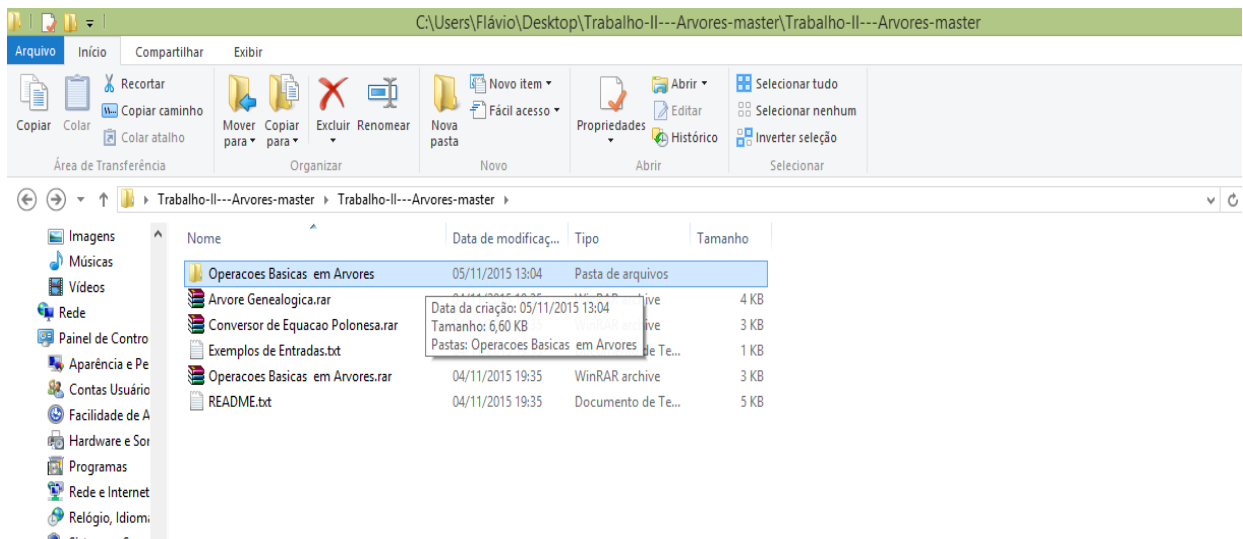 C:\Users\Flávio\Desktop\Trabalho-II---Arvores-master\Trabalho-II---Arvores-master
Arquivo Início Compartilhar Exibir
Copiar
Colar
Recortar
Copiar caminho
Colar atalho
Área de Transferência
Mover para
Copiar para
Excluir
Renomear
Organizar
Nova pasta
Novo item
Fácil acesso
Novo
Propriedades
Abrir
Editar
Histórico
Abrir
Selecionar tudo
Selecionar nenhum
Inverter seleção
Selecionar
Trabalho-II---Arvores-master Trabalho-II---Arvores-master
Imagens
Músicas
Vídeos
Rede
Painel de Contro
Aparência e Pe
Contas Usuário
Facilidade de A
Hardware e Sor
Programas
Rede e Internet
Relógio, Idioma
Nome Data de modificaç... Tipo Tamanho
Operacoes Basicas em Arvores 05/11/2015 13:04 Pasta de arquivos
Arvore Genealogica.rar 4 KB
Conversor de Equacao Polonesa.rar 3 KB
Exemplos de Entradas.txt 1 KB
Operacoes Basicas em Arvores.rar 04/11/2015 19:35 WinRAR archive 3 KB
README.txt 04/11/2015 19:35 Documento de Te... 5 KB
Data da criação: 05/11/2015 13:04
Tamanho: 6,60 KB
Pastas: Operacoes Basicas em Arvores